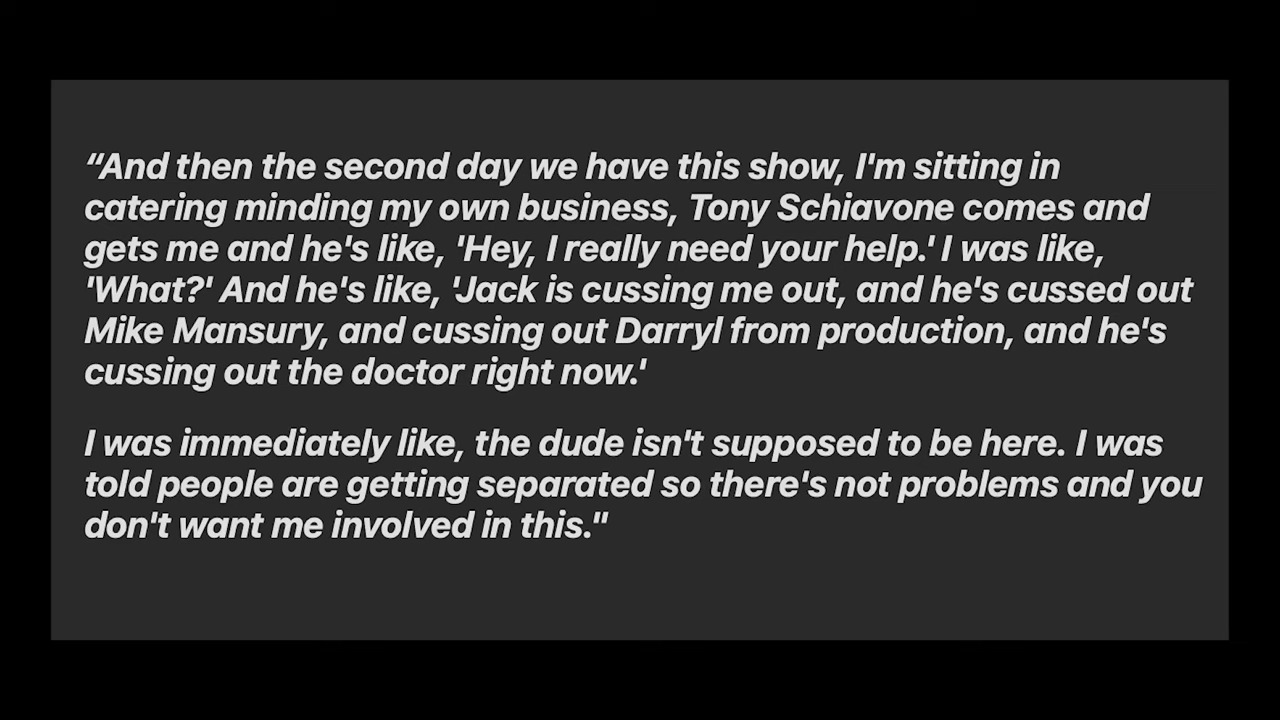 “And then the second day we have this show, I'm sitting in
catering minding my own business, Tony Schiavone comes and
gets me and he's like, 'Hey, I really need your help.' I was like,
'What?' And he's like, 'Jack is cussing me out, and he's cussed out
Mike Mansury, and cussing out Darryl from production, and he's
cussing out the doctor right now.'
I was immediately like, the dude isn't supposed to be here. I was
told people are getting separated so there's not problems and you
don't want me involved in this."